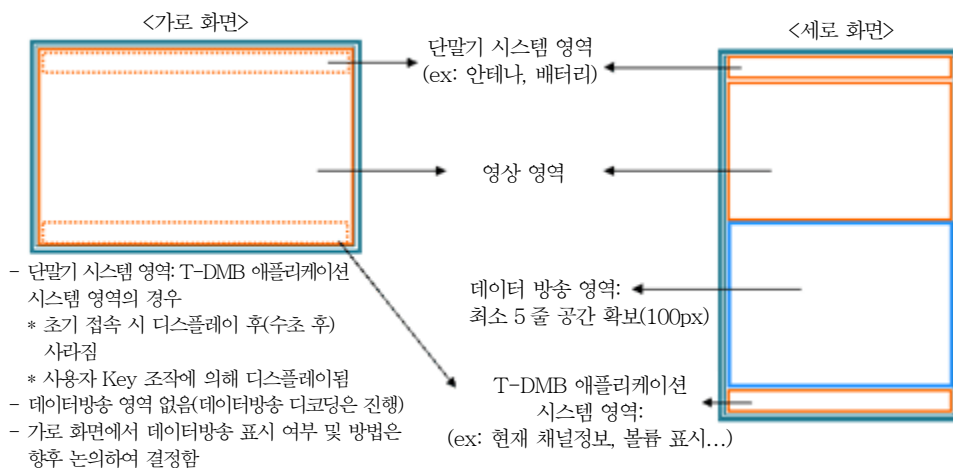 <가로 화면>
<세로 화면>
단말기 시스템 영역
(ex: 안테나, 배터리)
영상 영역
데이터 방송 영역:
최소 5 줄 공간 확보(100px)
T-DMB 애플리케이션
시스템 영역:
(ex: 현재 채널정보, 볼륨 표시...)
- 단말기 시스템 영역: T-DMB 애플리케이션
시스템 영역의 경우
* 초기 접속 시 디스플레이 후(수초 후)
사라짐
* 사용자 Key 조작에 의해 디스플레이됨
- 데이터방송 영역 없음(데이터방송 디코딩은 진행)
- 가로 화면에서 데이터방송 표시 여부 및 방법은
향후 논의하여 결정함